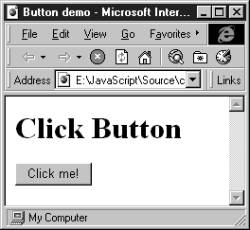 Button demo - Microsoft Inter...
File Edit View Go Favorites
Address E:\JavaScript\Source\c Links
Click Button
Click me!
My Computer